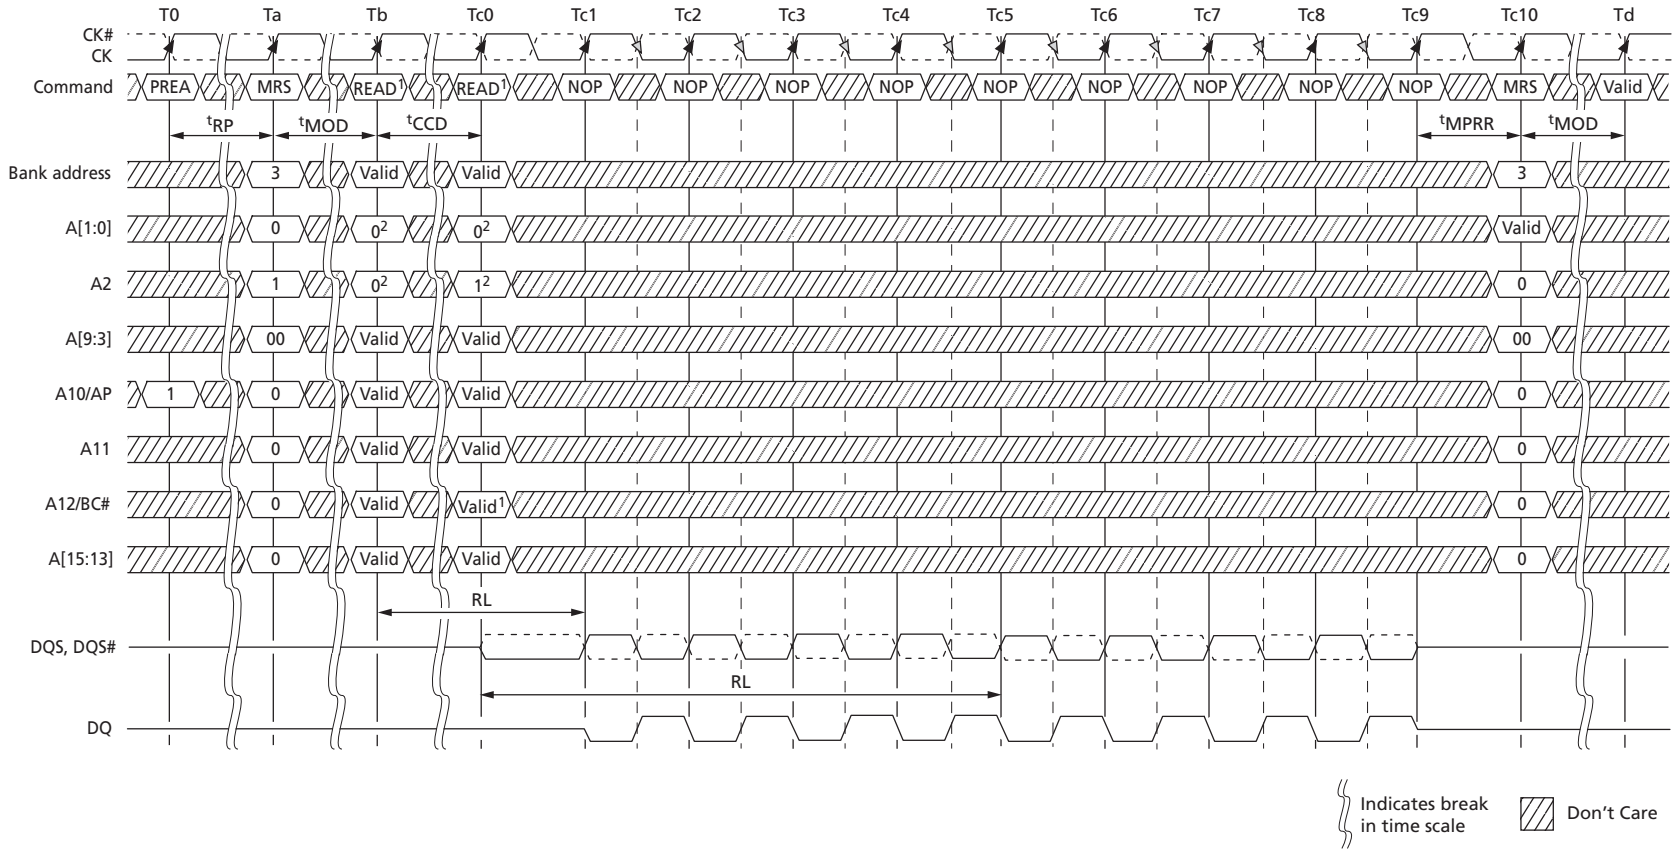 T0 Ta Tb Tc0 Tc1 Tc2 Tc3 Tc4 Tc5 Tc6 Tc7 Tc8 Tc9 Tc10 Td
CK#
CK
Command PREA MRS READ1 READ1 NOP NOP NOP NOP NOP NOP NOP NOP NOP MRS Valid
tRP tMOD tCCD tMPRR tMOD
Bank address 3 Valid Valid 3
A[1:0] 0 02 02 Valid
A2 1 02 12 0
A[9:3] 00 Valid Valid 00
A10/AP 1 0 Valid Valid 0
A11 0 Valid Valid 0
A12/BC# 0 Valid Valid1 0
A[15:13] 0 Valid Valid 0
RL
DQS, DQS#
RL
DQ
Indicates break
in time scale
Don't Care